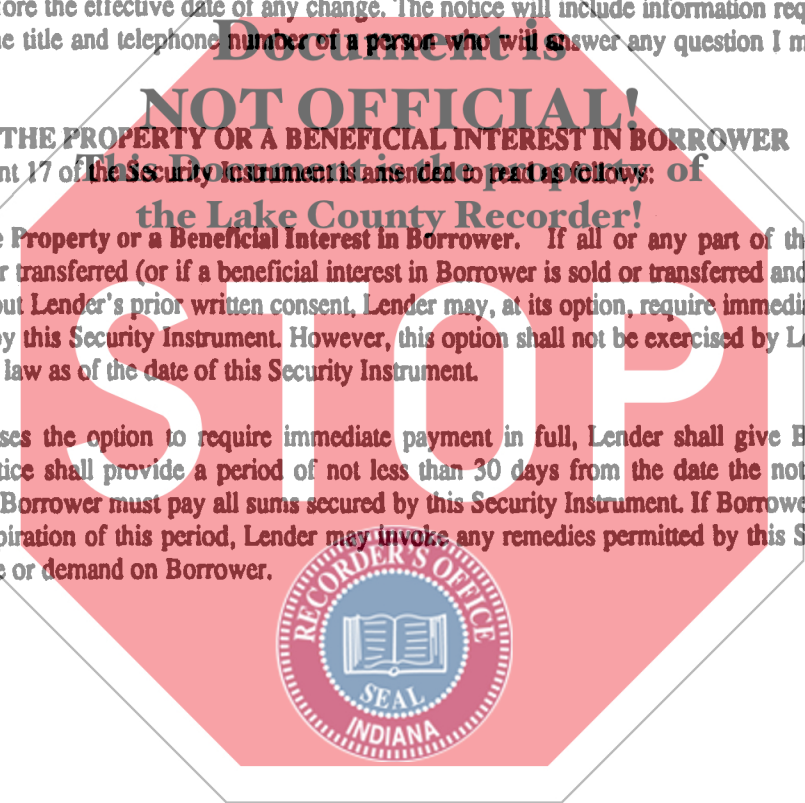 ore the effective date of any change. The notice will include information req
e title and telephone number of a person who will answer any question I m
Document is
NOT OFFICIAL!
THE PROPERTY OR A BENEFICIAL INTEREST IN BORROWER
This Document is the property of
nt 17 of the Security Instrument is amended to read as follows:
the Lake County Recorder!
e Property or a Beneficial Interest in Borrower. If all or any part of th
r transferred (or if a beneficial interest in Borrower is sold or transferred and
out Lender's prior written consent, Lender may, at its option, require immedi
by this Security Instrument. However, this option shall not be exercised by L
law as of the date of this Security Instrument.
STOP
ses the option to require immediate payment in full, Lender shall give B
tice shall provide a period of not less than 30 days from the date the not
Borrower must pay all sums secured by this Security Instrument. If Borrowe
piration of this period, Lender may invoke any remedies permitted by this S
e or demand on Borrower.
RECORDER'S OFFICE
SEAL
INDIANA